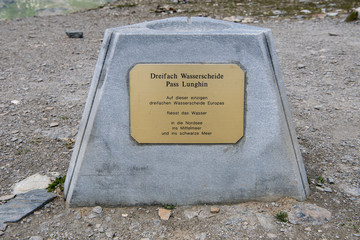 Dreifach Wasserscheide
Pass Lunghin
Auf dieser einzigen
dreifachen Wasserscheide Europas
fliesst das Wasser
in die Nordsee
ins Mittelmeer
und ins schwarze Meer